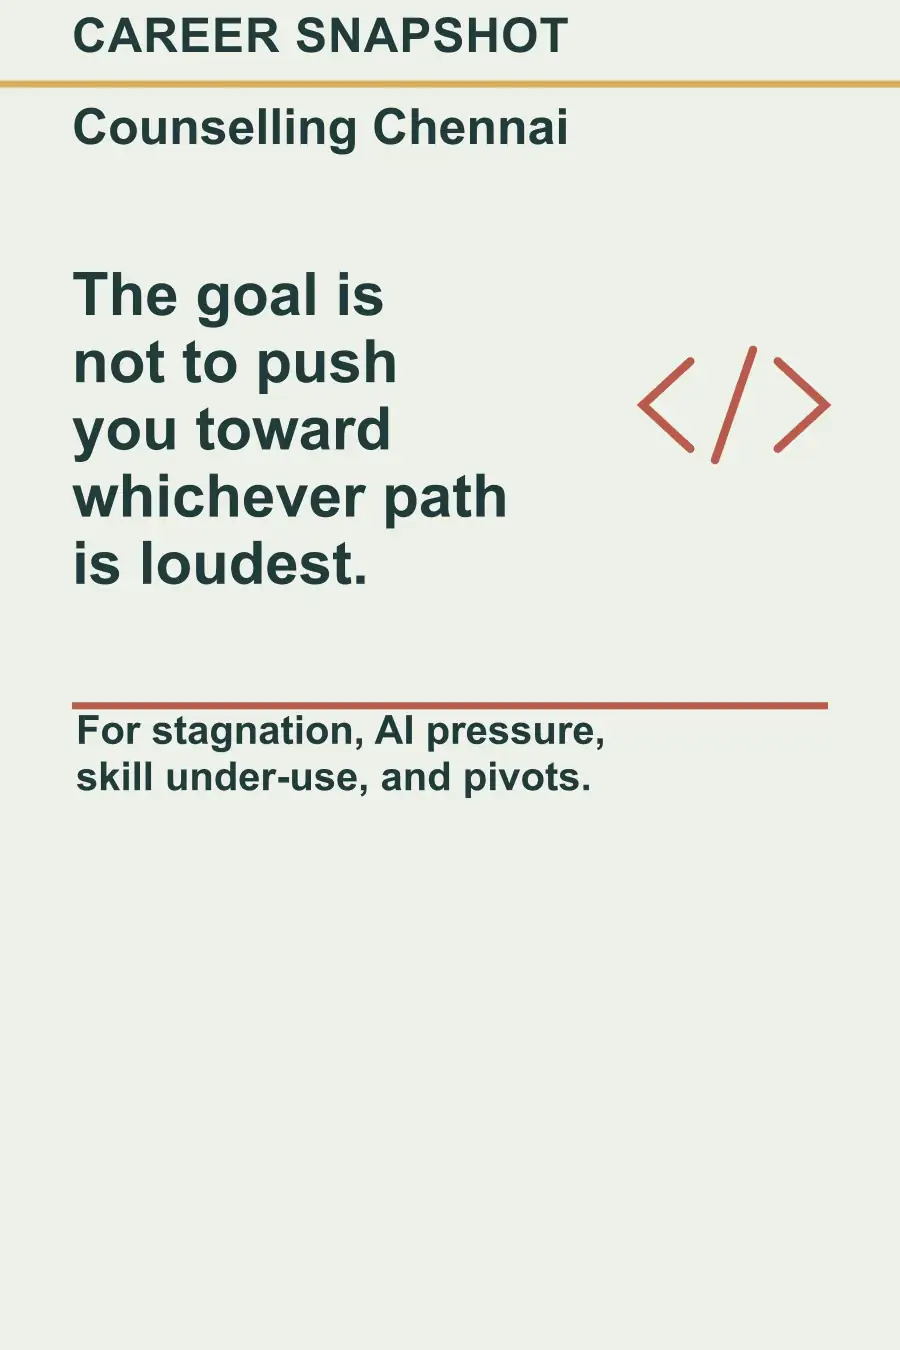 CAREER SNAPSHOT
Counselling Chennai
The goal is
not to push
you toward
whichever path
is loudest.
</>
For stagnation, AI pressure,
skill under-use, and pivots.